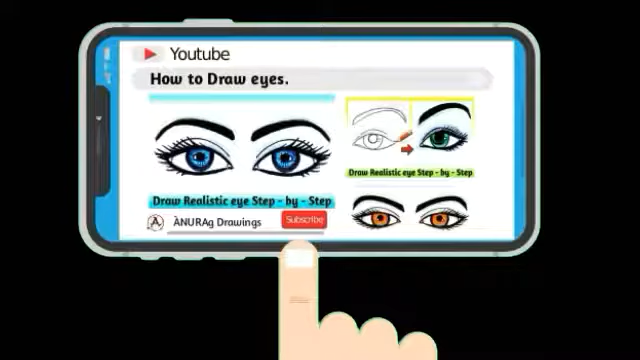 Youtube
How to Draw eyes.
Draw Realistic eye Step - by - Step
Draw Realistic eye Step - by - Step
A
ÀNURAg Drawings
Subscribe